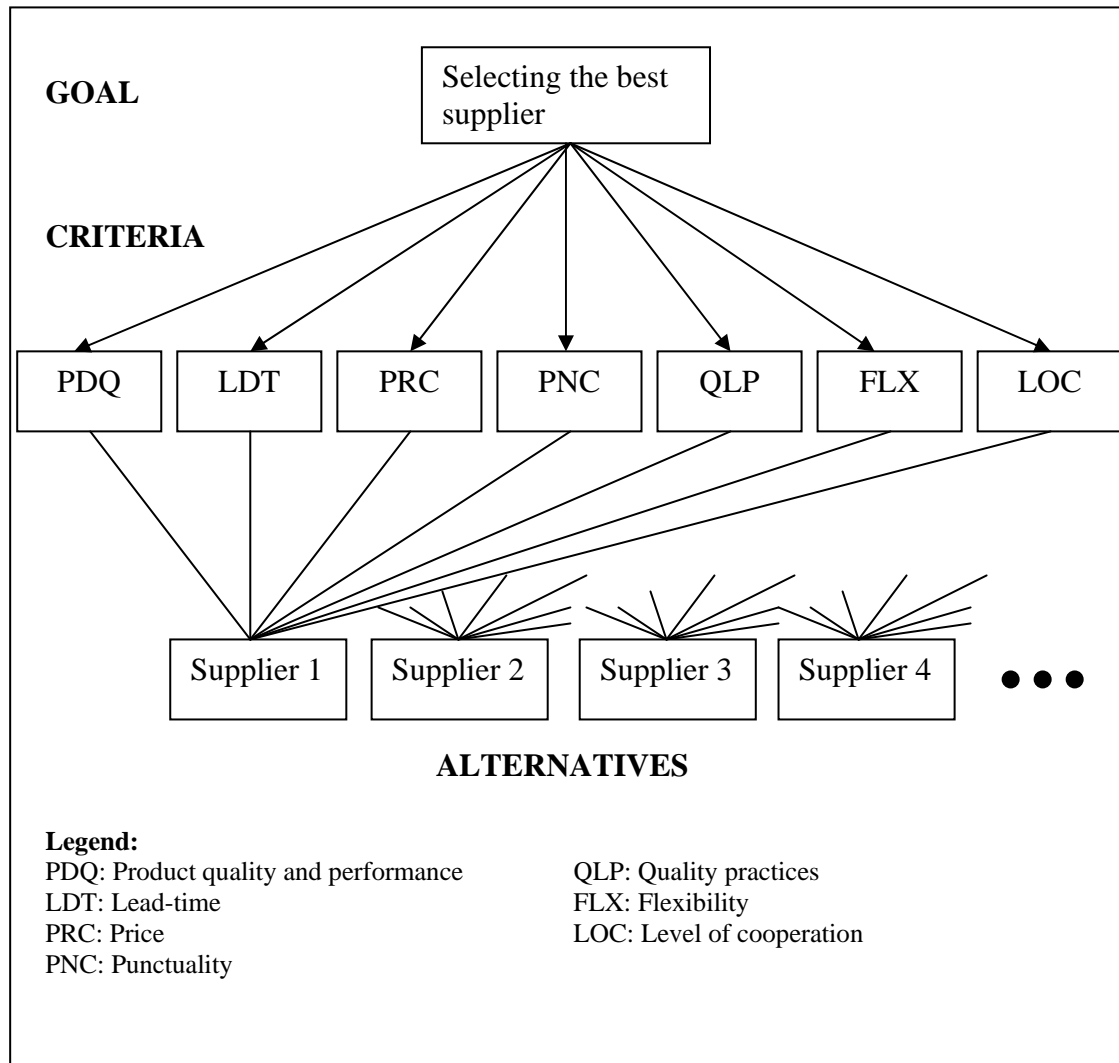 GOAL
Selecting the best
supplier
CRITERIA
PDQ
LDT
PRC
PNC
QLP
FLX
LOC
Supplier 1
Supplier 2
Supplier 3
Supplier 4
ALTERNATIVES
Legend:
PDQ: Product quality and performance
LDT: Lead-time
PRC: Price
PNC: Punctuality
QLP: Quality practices
FLX: Flexibility
LOC: Level of cooperation